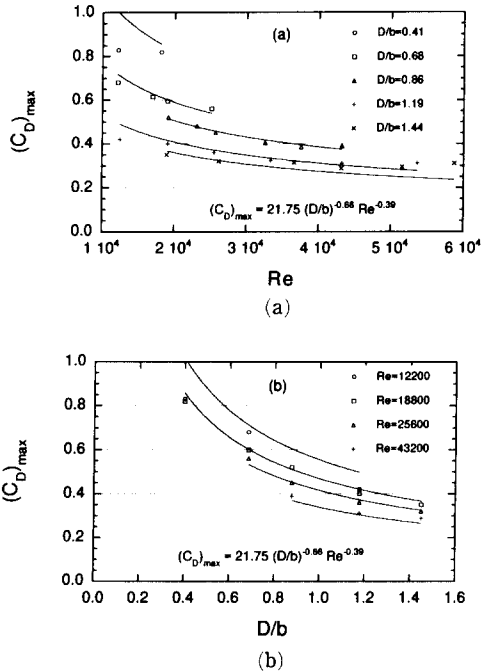 (a)
D/b=0.41
D/b=0.68
D/b=0.86
D/b=1.19
D/b=1.44
(C_D)_max
1.0
0.8
0.6
0.4
0.2
0.0
(C_D)_max = 21.75 (D/b)^-0.66 Re^-0.39
1 10^4 2 10^4 3 10^4 4 10^4 5 10^4 6 10^4
Re
(a)
(b)
Re=12200
Re=18800
Re=25600
Re=43200
(C_D)_max
1.0
0.8
0.6
0.4
0.2
0.0
(C_D)_max = 21.75 (D/b)^-0.66 Re^-0.39
0.0 0.2 0.4 0.6 0.8 1.0 1.2 1.4 1.6
D/b
(b)